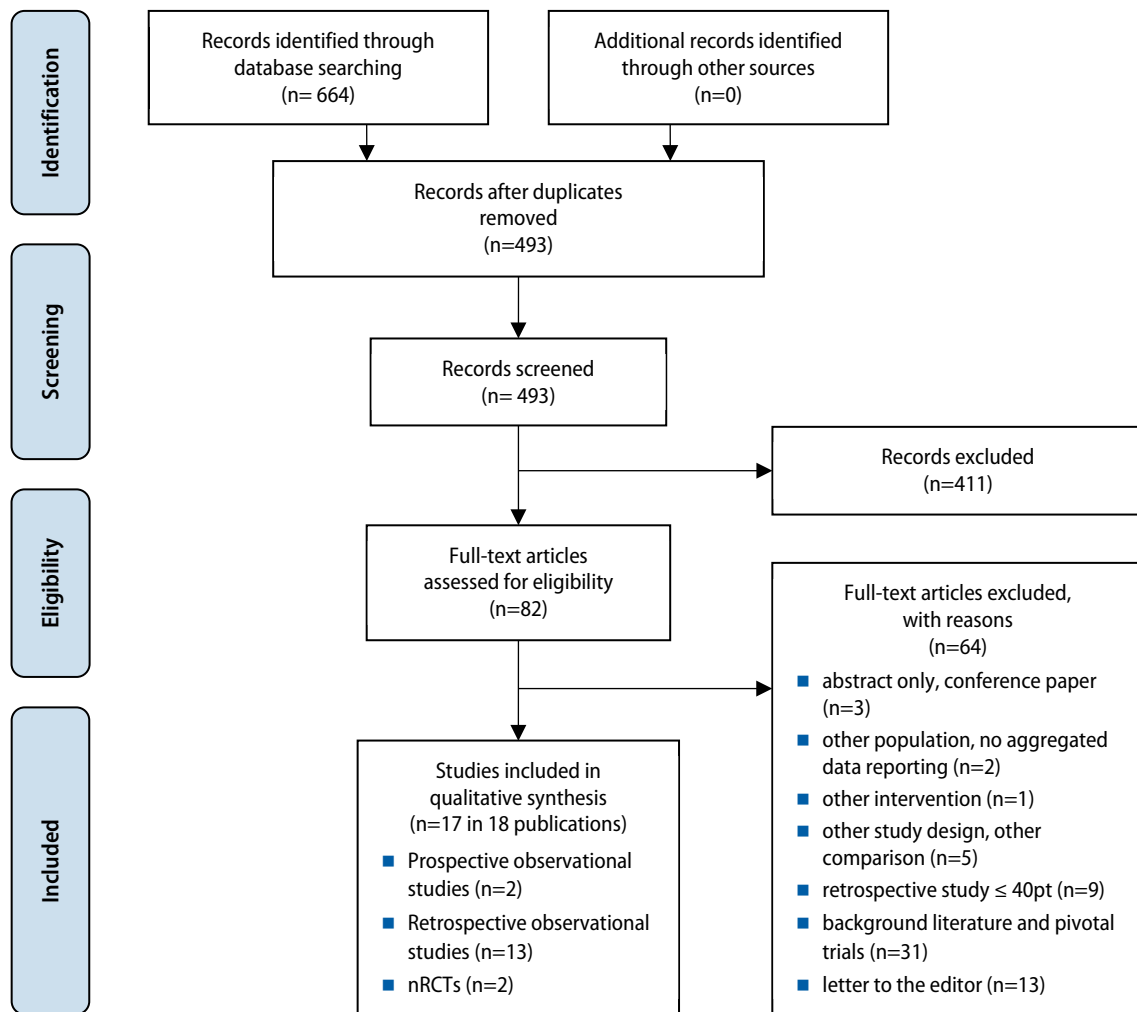 Identification
Records identified through
database searching
(n= 664)
Additional records identified
through other sources
(n=0)
Records after duplicates
removed
(n=493)
Screening
Records screened
(n= 493)
Records excluded
(n=411)
Eligibility
Full-text articles
assessed for eligibility
(n=82)
Full-text articles excluded,
with reasons
(n=64)
abstract only, conference paper
(n=3)
other population, no aggregated
data reporting (n=2)
other intervention (n=1)
other study design, other
comparison (n=5)
retrospective study ≤ 40pt (n=9)
background literature and pivotal
trials (n=31)
letter to the editor (n=13)
Included
Studies included in
qualitative synthesis
(n=17 in 18 publications)
Prospective observational
studies (n=2)
Retrospective observational
studies (n=13)
nRCTs (n=2)